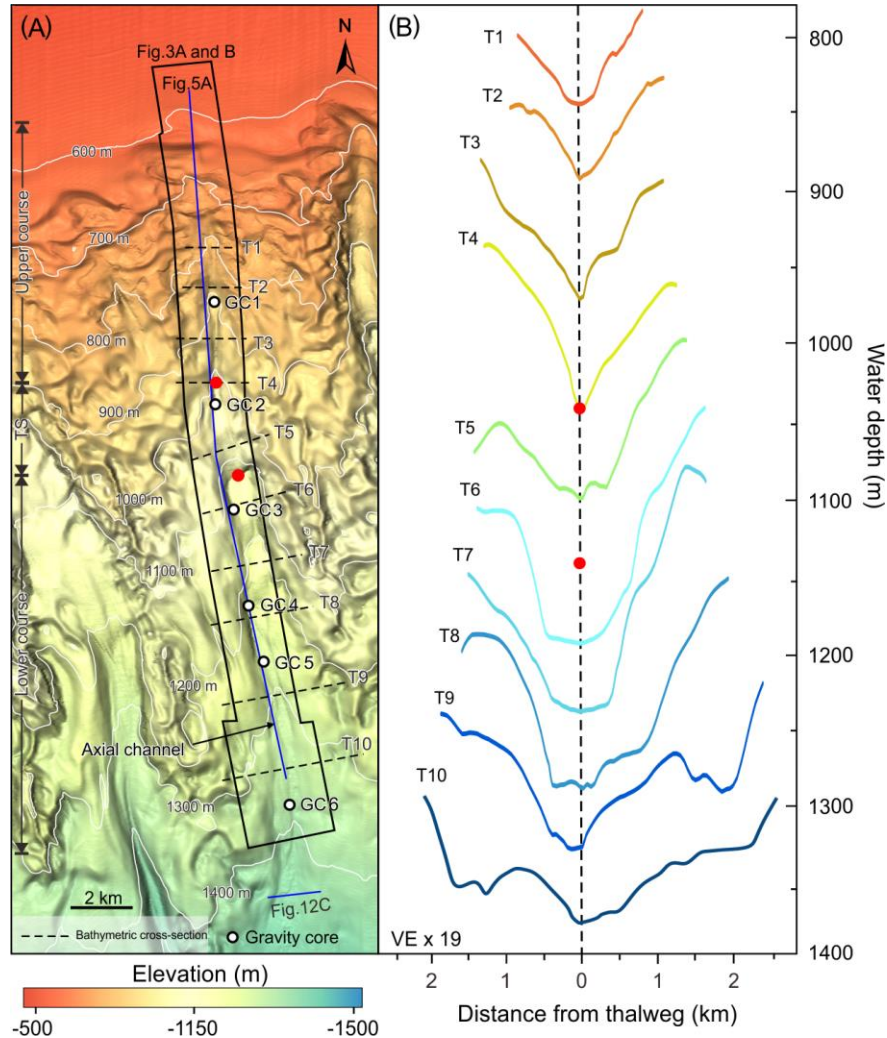 (A)
Fig.3A and B
Fig.5A
N
600 m
700 m
800 m
900 m
1000 m
1100 m
1200 m
1300 m
1400 m
Upper course
TS
Lower course
T1
T2
GC1
T3
T4
GC2
T5
T6
GC3
T7
GC4
T8
GC5
T9
Axial channel
T10
GC6
2 km
Fig.12C
Bathymetric cross-section
Gravity core
Elevation (m)
-500
-1150
-1500
(B)
T1
T2
T3
T4
T5
T6
T7
T8
T9
T10
VE x 19
800
900
1000
1100
1200
1300
1400
Water depth (m)
2
1
0
1
2
Distance from thalweg (km)